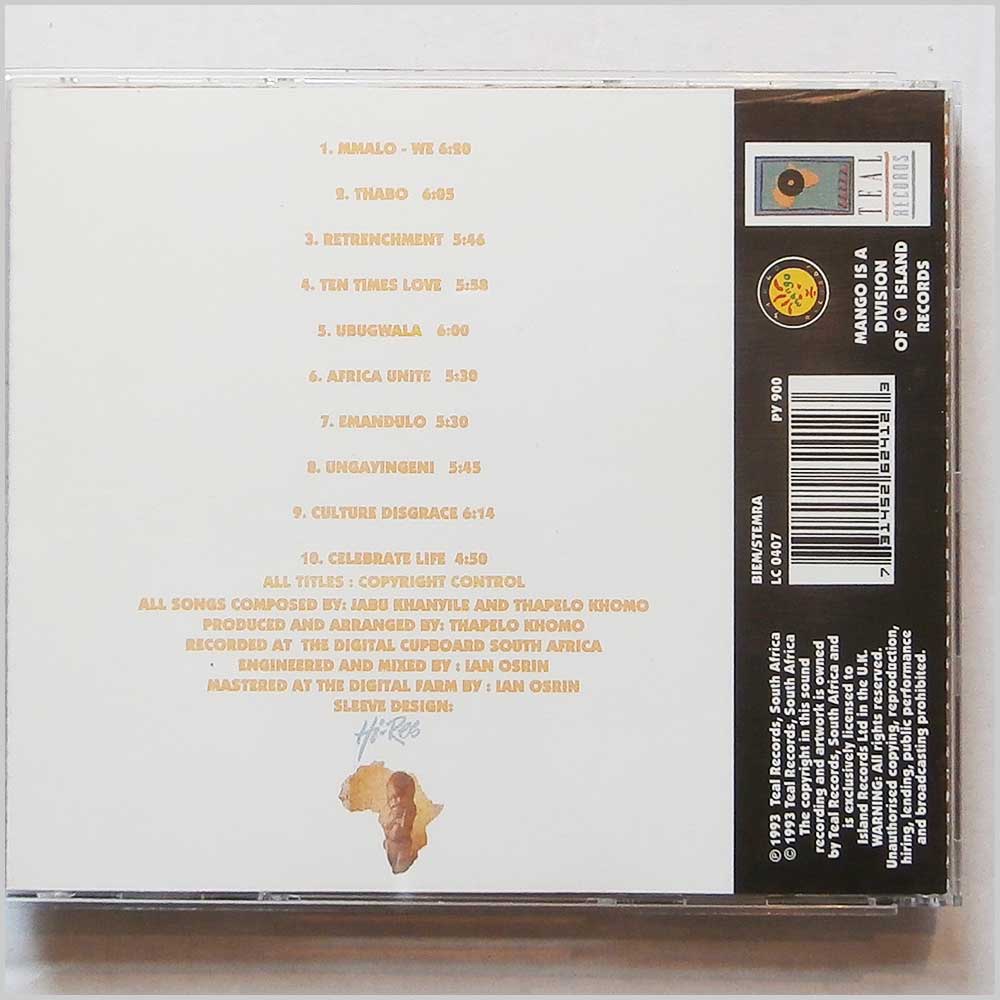 1. MMALO - WE 6:20
2. THABO 6:05
3. RETRENCHMENT 5:46
4. TEN TIMES LOVE 5:58
5. UBUGWALA 6:00
6. AFRICA UNITE 5:30
7. EMANDULO 5:30
8. UNGAYINGENI 5:45
9. CULTURE DISGRACE 6:14
10. CELEBRATE LIFE 4:50
ALL TITLES : COPYRIGHT CONTROL
ALL SONGS COMPOSED BY: JABU KHANYILE AND THAPELO KHOMO
PRODUCED AND ARRANGED BY: THAPELO KHOMO
RECORDED AT THE DIGITAL CUPBOARD SOUTH AFRICA
ENGINEERED AND MIXED BY : IAN OSRIN
MASTERED AT THE DIGITAL FARM BY : IAN OSRIN
SLEEVE DESIGN:
Hi-Res
TEAL
RECORDS
mango
MANGO IS A
DIVISION
OF ISLAND
RECORDS
PY 900
7 31452 62412 3
BIEM/STEMRA
LC 0407
℗ 1993 Teal Records, South Africa
© 1993 Teal Records, South Africa
The copyright in this sound
recording and artwork is owned
by Teal Records, South Africa and
is exclusively licensed to
Island Records Ltd in the U.K.
WARNING: All rights reserved.
Unauthorised copying, reproduction,
hiring, lending, public performance
and broadcasting prohibited.